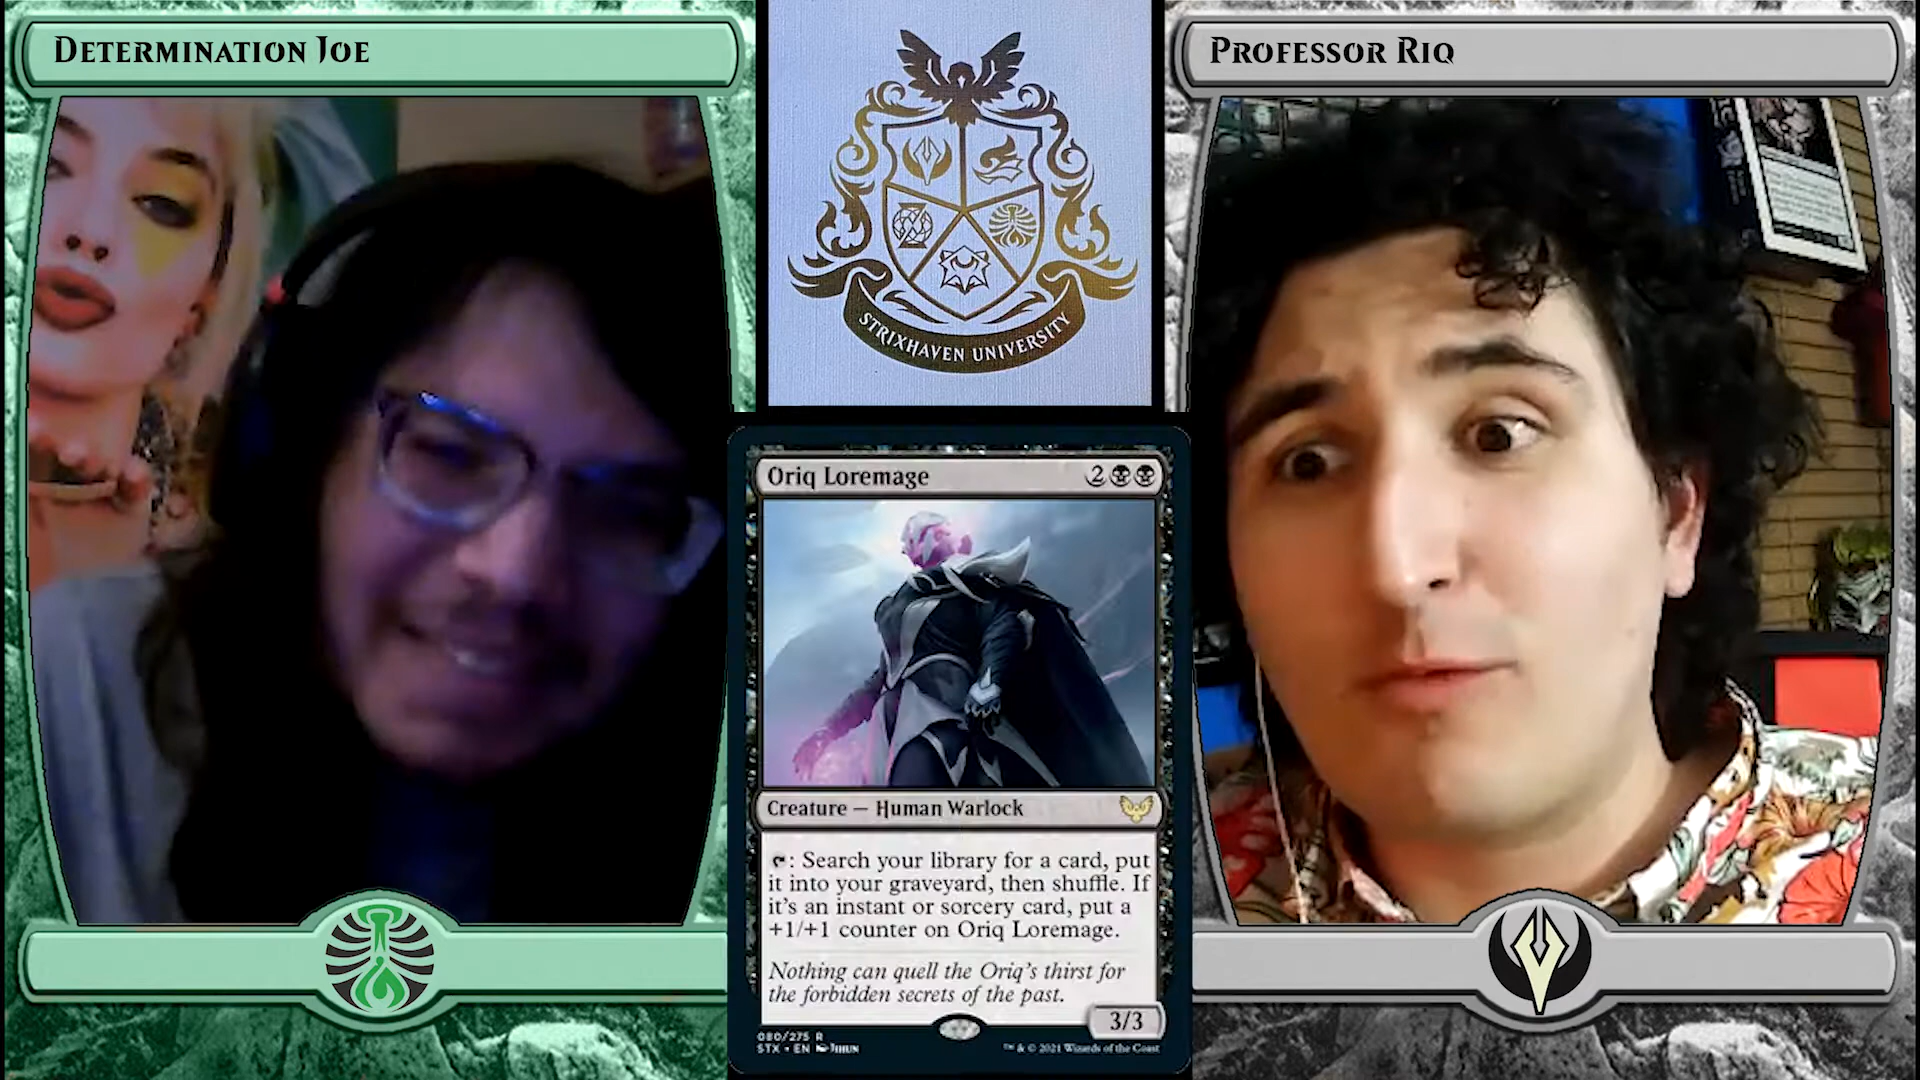 Determination Joe
Professor Riq
STRIXHAVEN UNIVERSITY
Oriq Loremage 2
Creature — Human Warlock
: Search your library for a card, put
it into your graveyard, then shuffle. If
it's an instant or sorcery card, put a
+1/+1 counter on Oriq Loremage.
Nothing can quell the Oriq's thirst for
the forbidden secrets of the past.
3/3
080/275 R
STX • EN
™ & © 2021 Wizards of the Coast